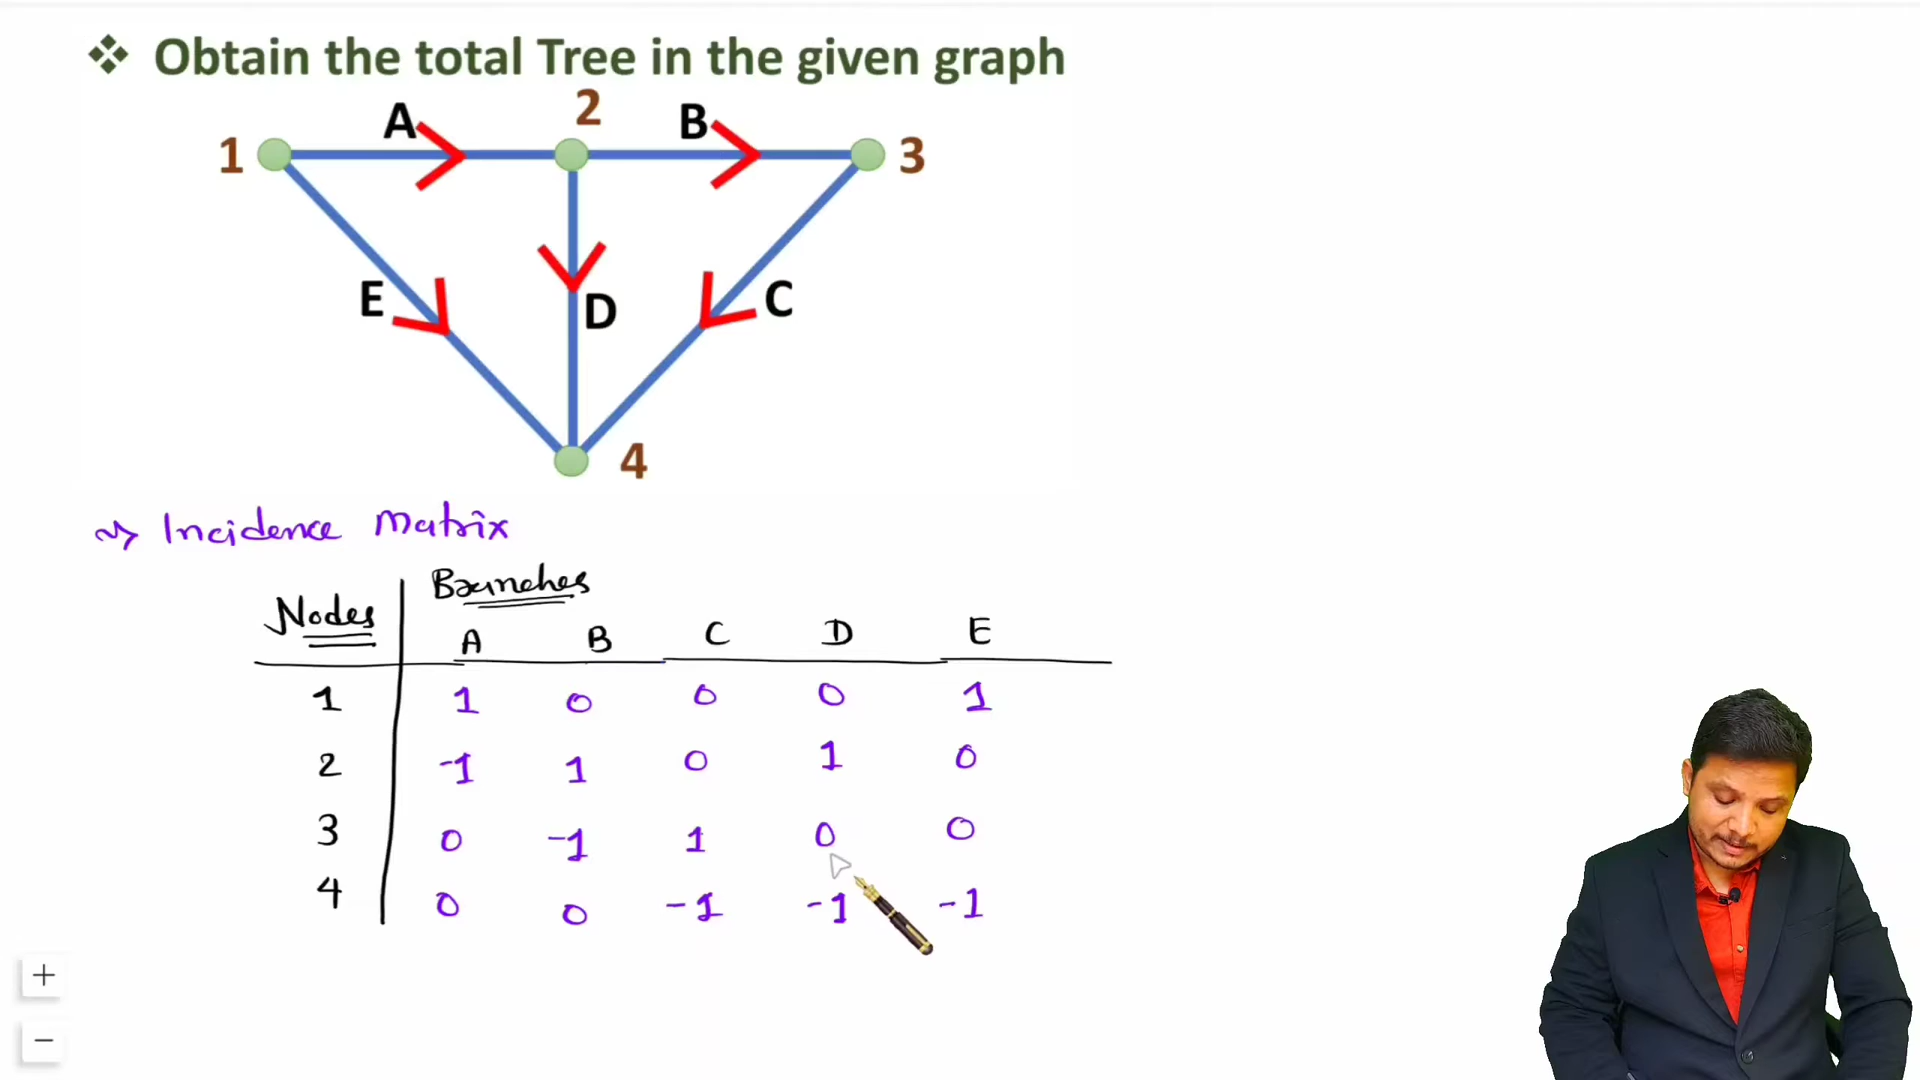 ❖ Obtain the total Tree in the given graph
A 2 B
1 3
E D C
4
Incidence Matrix
Nodes Branches
A B C D E
1 1 0 0 0 1
2 -1 1 0 1 0
3 0 -1 1 0 0
4 0 0 -1 -1 -1
+
−